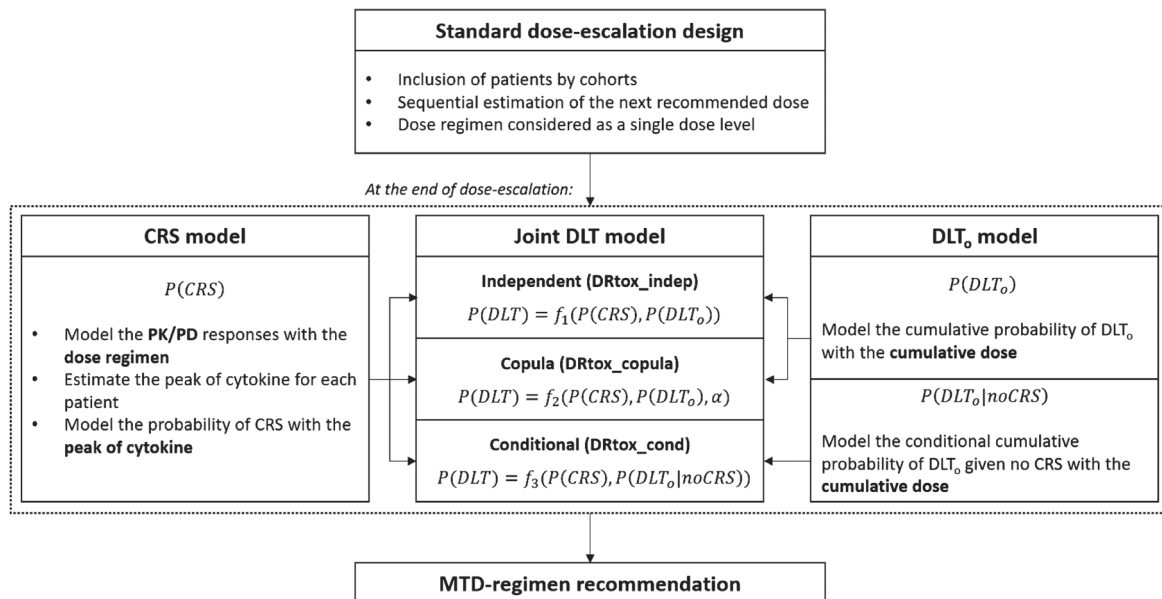 Standard dose-escalation design
• Inclusion of patients by cohorts
• Sequential estimation of the next recommended dose
• Dose regimen considered as a single dose level
At the end of dose-escalation:
CRS model
P(CRS)
• Model the PK/PD responses with the
dose regimen
• Estimate the peak of cytokine for each
patient
• Model the probability of CRS with the
peak of cytokine
Joint DLT model
Independent (DRtox_indep)
P(DLT) = f₁(P(CRS), P(DLTₒ))
Copula (DRtox_copula)
P(DLT) = f₂(P(CRS), P(DLTₒ), α)
Conditional (DRtox_cond)
P(DLT) = f₃(P(CRS), P(DLTₒ|noCRS))
DLTₒ model
P(DLTₒ)
Model the cumulative probability of DLTₒ
with the cumulative dose
P(DLTₒ|noCRS)
Model the conditional cumulative
probability of DLTₒ given no CRS with the
cumulative dose
MTD-regimen recommendation